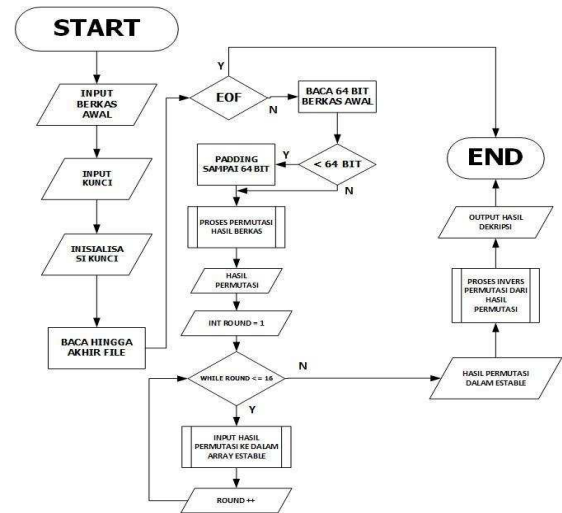 START
INPUT
BERKAS
AWAL
INPUT
KUNCI
INISIALISA
SI KUNCI
BACA HINGGA
AKHIR FILE
Y
EOF
N
BACA 64 BIT
BERKAS AWAL
< 64 BIT
Y
N
PADDING
SAMPAI 64 BIT
PROSES PERMUTASI
HASIL BERKAS
HASIL
PERMUTASI
INT ROUND = 1
WHILE ROUND <= 16
N
Y
INPUT HASIL
PERMUTASI KE DALAM
ARRAY ESTABLE
ROUND ++
HASIL PERMUTASI
DALAM ESTABLE
PROSES INVERS
PERMUTASI DARI
HASIL
PERMUTASI
OUTPUT HASIL
DEKRIPSI
END